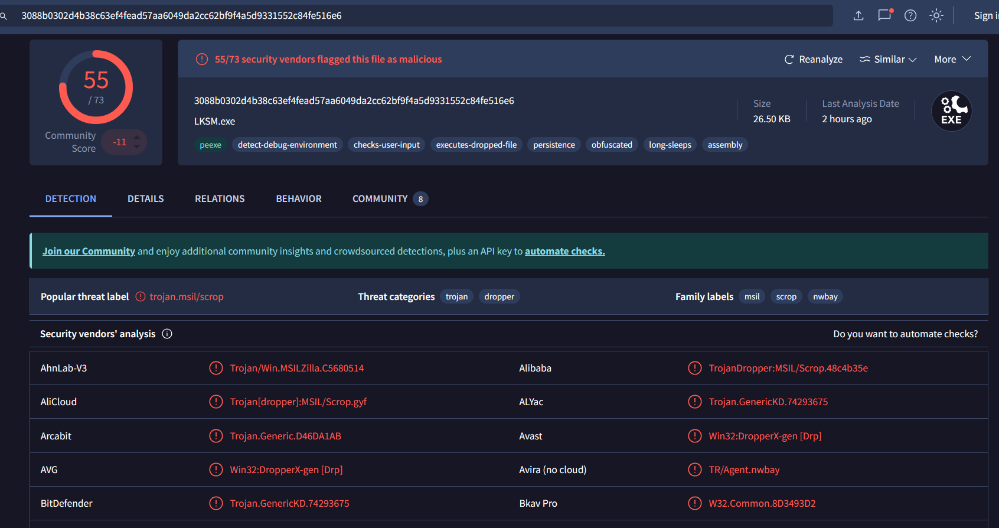 3088b0302d4b38c63ef4fead57aa6049da2cc62bf9f4a5d9331552c84fe516e6
Sign i
55
/ 73
Community
Score
-11
55/73 security vendors flagged this file as malicious
Reanalyze
Similar
More
3088b0302d4b38c63ef4fead57aa6049da2cc62bf9f4a5d9331552c84fe516e6
LKSM.exe
Size
26.50 KB
Last Analysis Date
2 hours ago
EXE
peexe detect-debug-environment checks-user-input executes-dropped-file persistence obfuscated long-sleeps assembly
DETECTION DETAILS RELATIONS BEHAVIOR COMMUNITY 8
Join our Community and enjoy additional community insights and crowdsourced detections, plus an API key to automate checks.
Popular threat label trojan.msil/scrop Threat categories trojan dropper Family labels msil scrop nwbay
Security vendors' analysis Do you want to automate checks?
AhnLab-V3 Trojan/Win.MSILZilla.C5680514 Alibaba TrojanDropper:MSIL/Scrop.48c4b35e
AliCloud Trojan[dropper]:MSIL/Scrop.gyf ALYac Trojan.GenericKD.74293675
Arcabit Trojan.Generic.D46DA1AB Avast Win32:DropperX-gen [Drp]
AVG Win32:DropperX-gen [Drp] Avira (no cloud) TR/Agent.nwbay
BitDefender Trojan.GenericKD.74293675 Bkav Pro W32.Common.8D3493D2